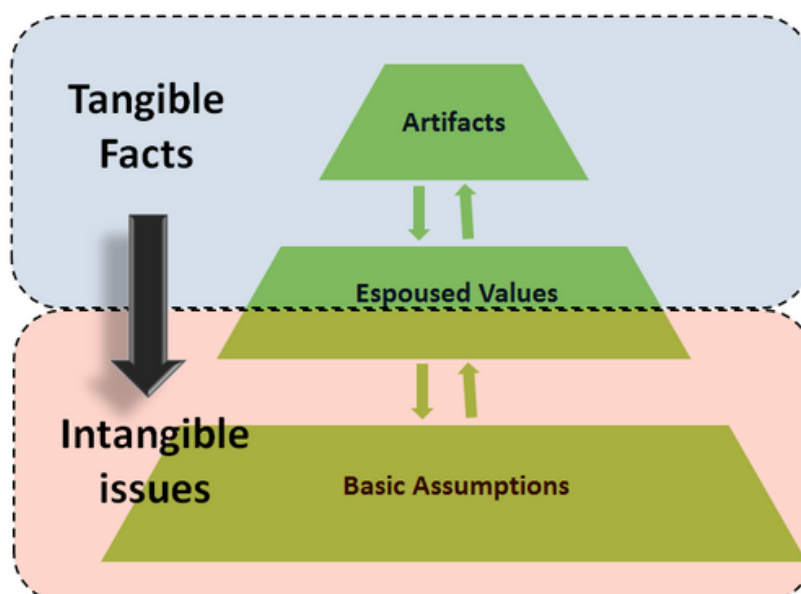 Tangible
Facts
Artifacts
Espoused Values
Intangible
issues
Basic Assumptions